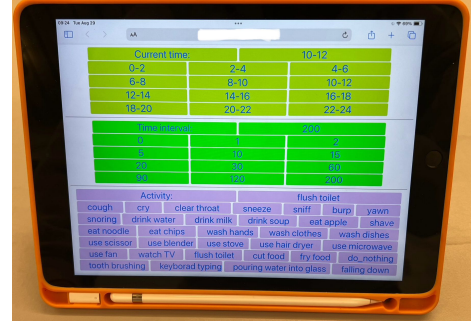 09:24 Tue Aug 29
AA
Current time: 10-12
0-2 2-4 4-6
6-8 8-10 10-12
12-14 14-16 16-18
18-20 20-22 22-24
Time interval: 200
0 1 2
5 10 15
20 30 60
90 120 200
Activity: flush toilet
cough cry clear throat sneeze sniff burp yawn
snoring drink water drink milk drink soup eat apple shave
eat noodle eat chips wash hands wash clothes wash dishes
use scissor use blender use stove use hair dryer use microwave
use fan watch TV flush toilet cut food fry food do_nothing
tooth brushing keyborad typing pouring water into glass falling down